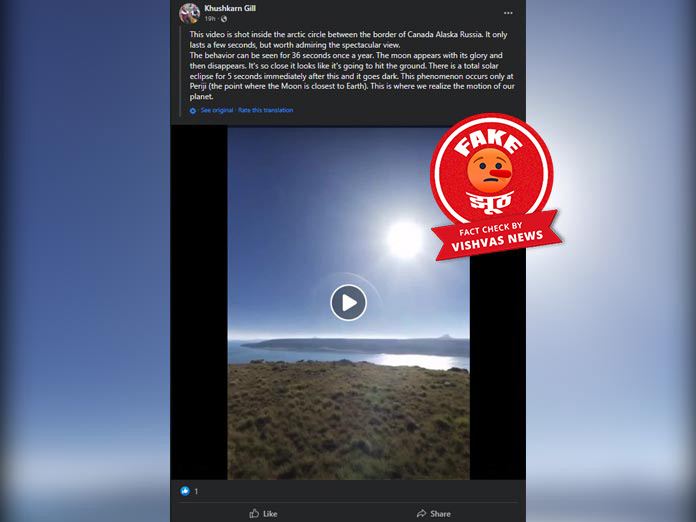 Khushkarn Gill
19h ·
This video is shot inside the arctic circle between the border of Canada Alaska Russia. It only
lasts a few seconds, but worth admiring the spectacular view.
The behavior can be seen for 36 seconds once a year. The moon appears with its glory and
then disappears. It's so close it looks like it's going to hit the ground. There is a total solar
eclipse for 5 seconds immediately after this and it goes dark. This phenomenon occurs only at
Periji (the point where the Moon is closest to Earth). This is where we realize the motion of our
planet.
· See original · Rate this translation
FAKE
झूठ
FACT CHECK BY
VISHVAS NEWS
1
Like
Share